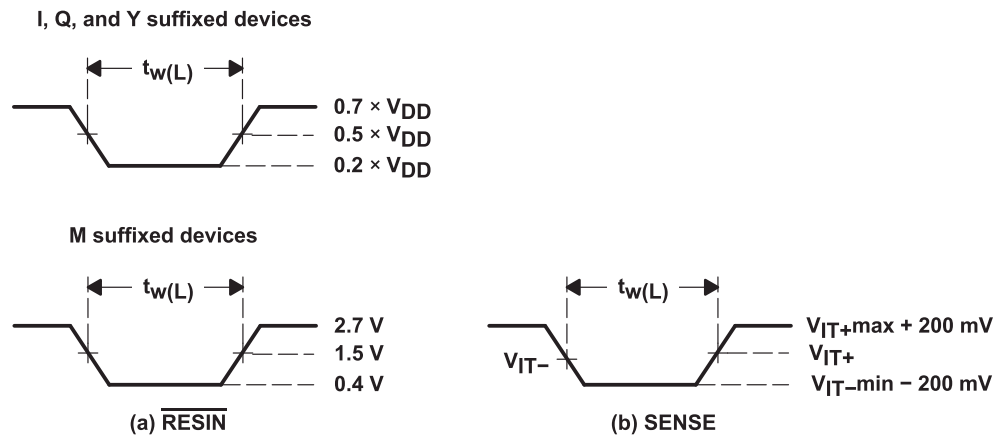 I, Q, and Y suffixed devices
tw(L)
0.7 × VDD
0.5 × VDD
0.2 × VDD
M suffixed devices
tw(L)
2.7 V
1.5 V
0.4 V
(a) RESIN
tw(L)
VIT−
VIT+max + 200 mV
VIT+
VIT−min − 200 mV
(b) SENSE